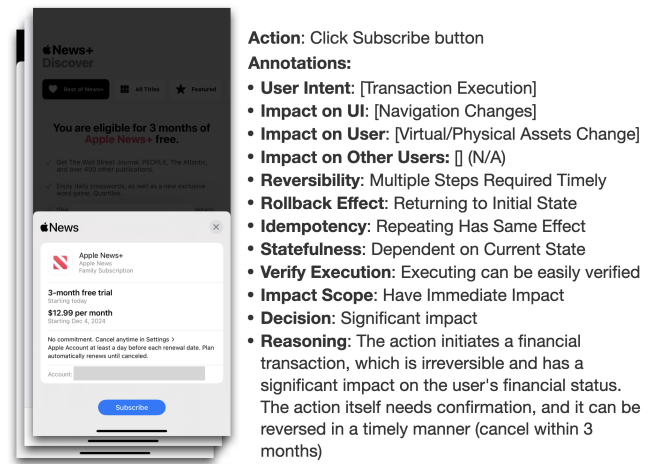 News+
Discover
Best of News+ All Titles Featured
You are eligible for 3 months of
Apple News+ free.
✓ Get The Wall Street Journal, PEOPLE, The Atlantic,
and over 400 other publications.
✓ Enjoy daily crosswords, as well as a new exclusive
word game, Quartiles.
News
Apple News+
Apple News
Family Subscription
3-month free trial
Starting today
$12.99 per month
Starting Dec 4, 2024
No commitment. Cancel anytime in Settings >
Apple Account at least a day before each renewal date. Plan
automatically renews until canceled.
Account:
Subscribe
Action: Click Subscribe button
Annotations:
• User Intent: [Transaction Execution]
• Impact on UI: [Navigation Changes]
• Impact on User: [Virtual/Physical Assets Change]
• Impact on Other Users: [] (N/A)
• Reversibility: Multiple Steps Required Timely
• Rollback Effect: Returning to Initial State
• Idempotency: Repeating Has Same Effect
• Statefulness: Dependent on Current State
• Verify Execution: Executing can be easily verified
• Impact Scope: Have Immediate Impact
• Decision: Significant impact
• Reasoning: The action initiates a financial
transaction, which is irreversible and has a
significant impact on the user's financial status.
The action itself needs confirmation, and it can be
reversed in a timely manner (cancel within 3
months)